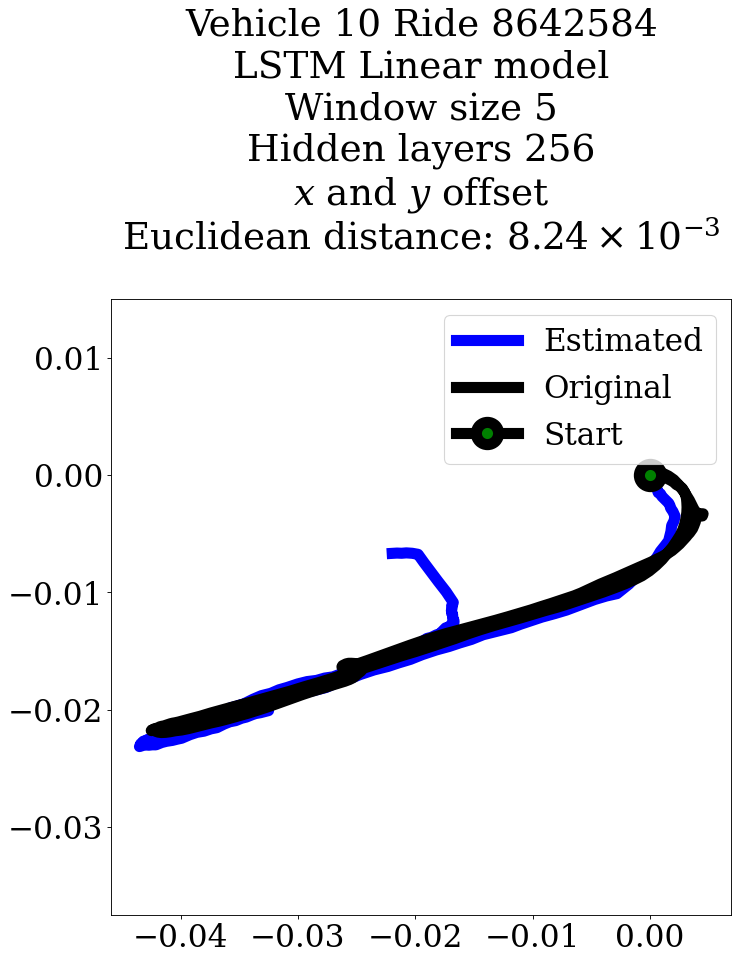 Vehicle 10 Ride 8642584
LSTM Linear model
Window size 5
Hidden layers 256
x and y offset
Euclidean distance: 8.24 × 10⁻³
Estimated
Original
Start
0.01
0.00
−0.01
−0.02
−0.03
−0.04 −0.03 −0.02 −0.01 0.00